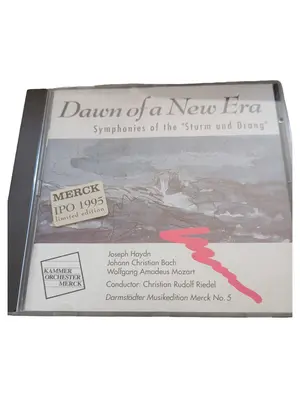 Dawn of a New Era
Symphonies of the "Sturm und Drang"
MERCK
IPO 1995
limited edition
Joseph Haydn
Johann Christian Bach
Wolfgang Amadeus Mozart
Conductor: Christian Rudolf Riedel
Darmstädter Musikedition Merck No. 5
KAMMER
ORCHESTER
MERCK